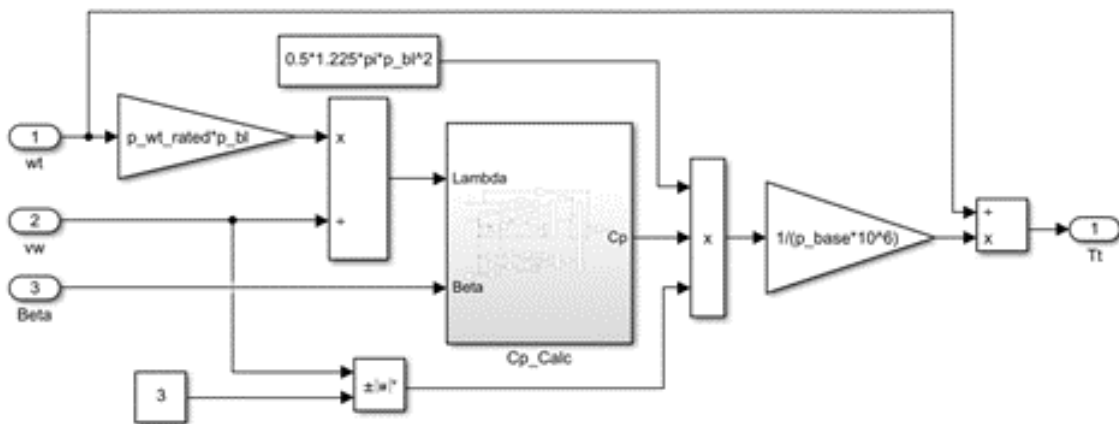 0.5*1.225*pi*p_bl^2
1
wt
p_wt_rated*p_bl
x
÷
2
vw
3
Beta
Lambda
Cp
Beta
Cp_Calc
x
1/(p_base*10^6)
÷
x
1
Tt
3